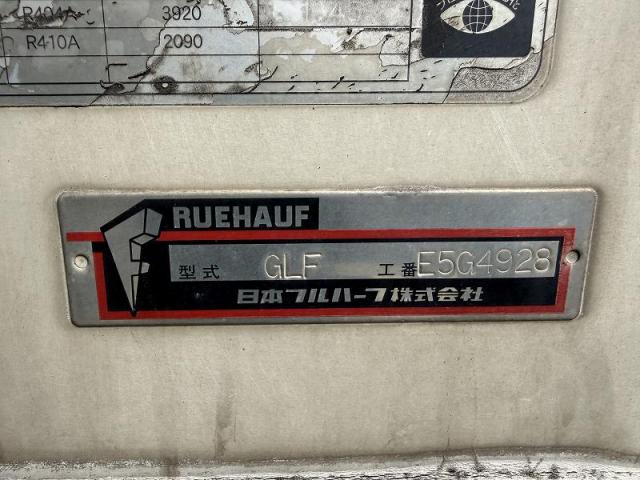 R404A 3920
R410A 2090
RUEHAUF
型式 GLF 工番 E5G4928
日本フルハーフ株式会社